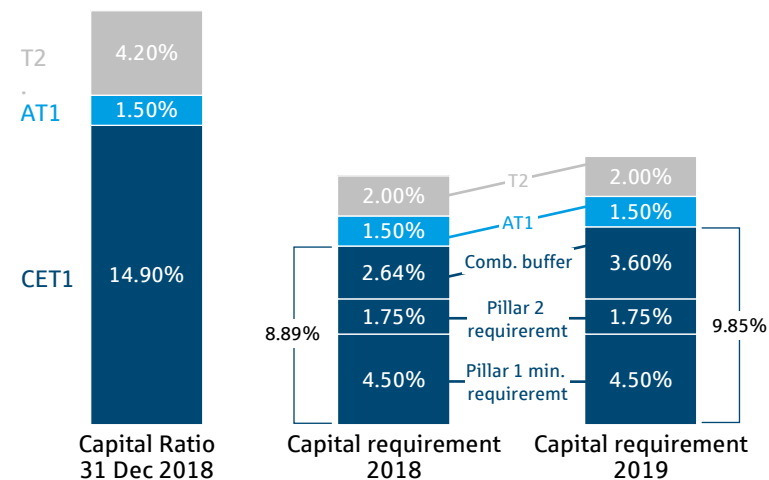 T2
.
AT1
CET1
4.20%
1.50%
14.90%
Capital Ratio
31 Dec 2018
8.89%
2.00%
1.50%
2.64%
1.75%
4.50%
Capital requirement
2018
T2
AT1
Comb. buffer
Pillar 2
requireremt
Pillar 1 min.
requireremt
2.00%
1.50%
3.60%
1.75%
4.50%
9.85%
Capital requirement
2019